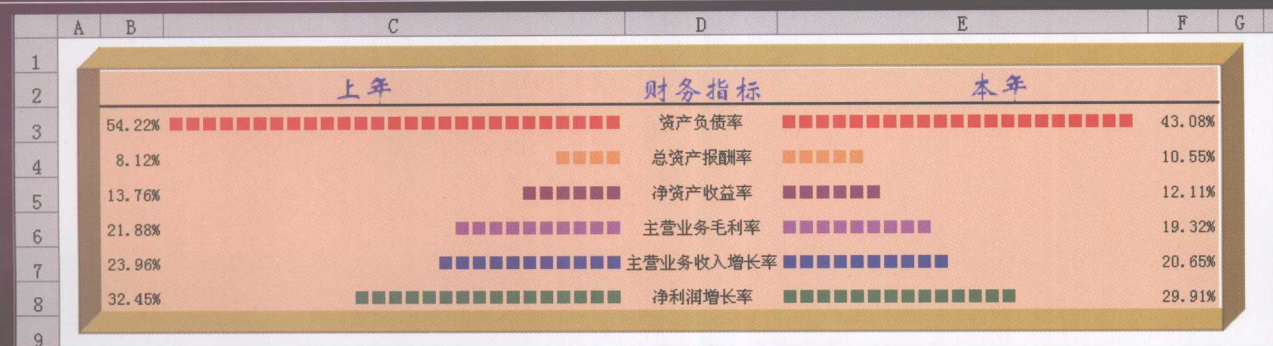 A B C D E F G
1
2 上年 财务指标 本年
3 54.22% 资产负债率 43.08%
4 8.12% 总资产报酬率 10.55%
5 13.76% 净资产收益率 12.11%
6 21.88% 主营业务毛利率 19.32%
7 23.96% 主营业务收入增长率 20.65%
8 32.45% 净利润增长率 29.91%
9